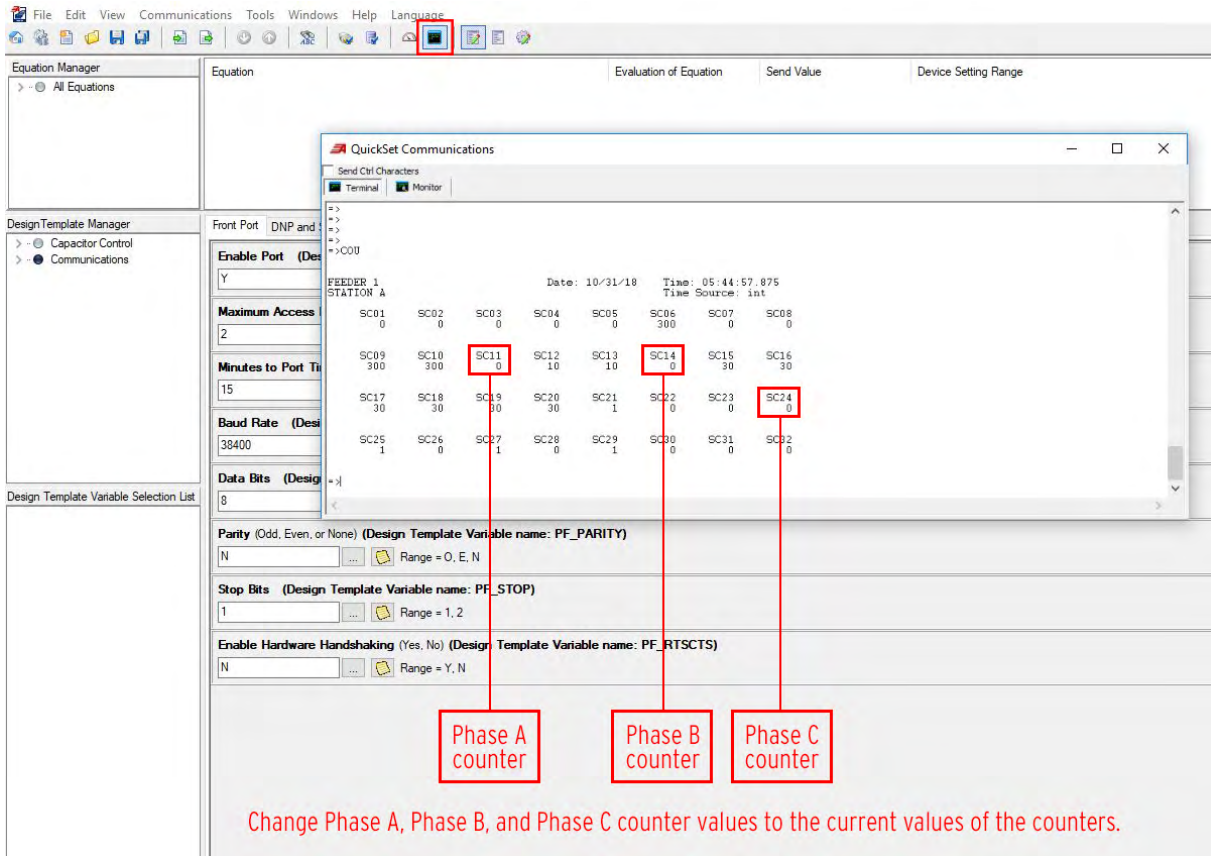 File Edit View Communications Tools Windows Help Language
Equation Manager
All Equations
Equation Evaluation of Equation Send Value Device Setting Range
QuickSet Communications
Send Ctrl Characters
Terminal Monitor
=>
=>
=>
=>
=>COU
FEEDER 1 Date: 10/31/18 Time: 05:44:57.875
STATION A Time Source: int
SC01 SC02 SC03 SC04 SC05 SC06 SC07 SC08
0 0 0 0 0 300 0 0
SC09 SC10 SC11 SC12 SC13 SC14 SC15 SC16
300 300 0 10 10 0 30 30
SC17 SC18 SC19 SC20 SC21 SC22 SC23 SC24
30 30 30 30 1 0 0 0
SC25 SC26 SC27 SC28 SC29 SC30 SC31 SC32
1 0 1 0 1 0 0 0
=>
DesignTemplate Manager
Capacitor Control
Communications
Design Template Variable Selection List
Front Port DNP and
Enable Port (Des
Y
Maximum Access
2
Minutes to Port Ti
15
Baud Rate (Desi
38400
Data Bits (Desig
8
Parity (Odd, Even, or None) (Design Template Variable name: PF_PARITY)
N ... Range = O, E, N
Stop Bits (Design Template Variable name: PF_STOP)
1 ... Range = 1, 2
Enable Hardware Handshaking (Yes, No) (Design Template Variable name: PF_RTSCTS)
N ... Range = Y, N
Phase A
counter
Phase B
counter
Phase C
counter
Change Phase A, Phase B, and Phase C counter values to the current values of the counters.